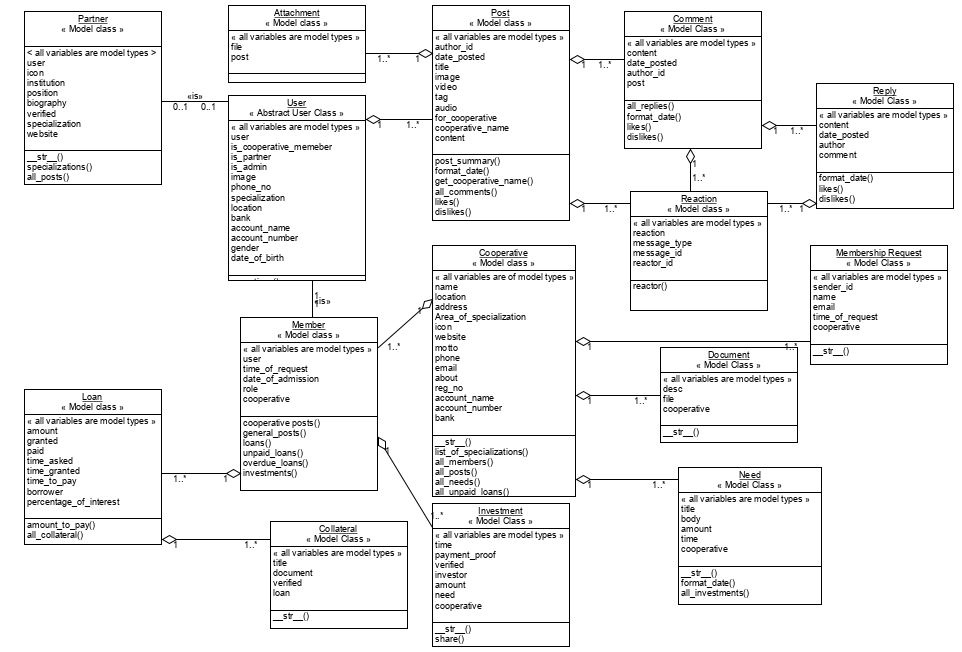 Partner
« Model class »
< all variables are model types >
user
icon
institution
position
biography
verified
specialization
website
__str__()
specializations()
all_posts()
«is»
0..1 0..1
Attachment
« Model class »
« all variables are model types »
file
post
1..* 1
User
« Abstract User Class »
« all variables are model types »
user
is_cooperative_memeber
is_partner
is_admin
image
phone_no
specialization
location
bank
account_name
account_number
gender
date_of_birth
1 1..*
1
«is»
Post
« Model class »
« all variables are model types »
author_id
date_posted
title
image
video
tag
audio
for_cooperative
cooperative_name
content
post_summary()
format_date()
get_cooperative_name()
all_comments()
likes()
dislikes()
1 1..*
1 1..*
Comment
« Model Class »
« all variables are model types »
content
date_posted
author_id
post
all_replies()
format_date()
likes()
dislikes()
1 1..*
1
1..*
Reply
« Model class »
« all variables are model types »
content
date_posted
author
comment
format_date()
likes()
dislikes()
1..* 1
Reaction
« Model class »
« all variables are model types »
reaction
message_type
message_id
reactor_id
reactor()
Member
« Model class »
« all variables are model types »
user
time_of_request
date_of_admission
role
cooperative
cooperative posts()
general_posts()
loans()
unpaid_loans()
overdue_loans()
investments()
1..* 1
1
1..*
1..* 1
Cooperative
« Model class »
« all variables are of model types »
name
location
address
Area_of_specialization
icon
website
motto
phone
email
about
reg_no
account_name
account_number
bank
__str__()
list_of_specializations()
all_members()
all_posts()
all_needs()
all_unpaid_loans()
1 1..*
1 1..*
1 1..*
Membership Request
« Model Class »
« all variables are model types »
sender_id
name
email
time_of_request
cooperative
__str__()
Document
« Model Class »
« all variables are model types »
desc
file
cooperative
__str__()
Loan
« Model class »
« all variables are model types »
amount
granted
paid
time_asked
time_granted
time_to_pay
borrower
percentage_of_interest
amount_to_pay()
all_collateral()
1 1..*
Collateral
« Model Class »
« all variables are model types »
title
document
verified
loan
__str__()
Investment
« Model Class »
« all variables are model types »
time
payment_proof
verified
investor
amount
need
cooperative
__str__()
share()
Need
« Model Class »
« all variables are model types »
title
body
amount
time
cooperative
__str__()
format_date()
all_investments()